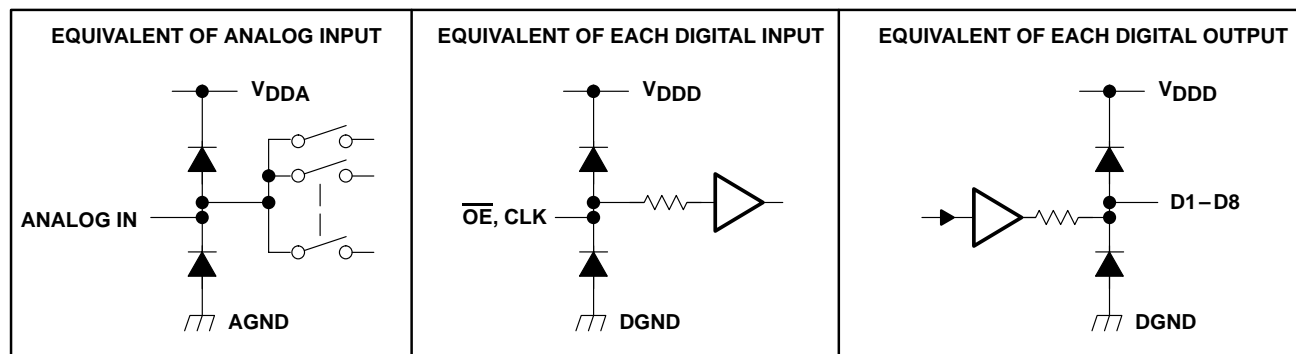 EQUIVALENT OF ANALOG INPUT
VDDA
ANALOG IN
AGND
EQUIVALENT OF EACH DIGITAL INPUT
VDDD
O̅E̅, CLK
DGND
EQUIVALENT OF EACH DIGITAL OUTPUT
VDDD
D1–D8
DGND